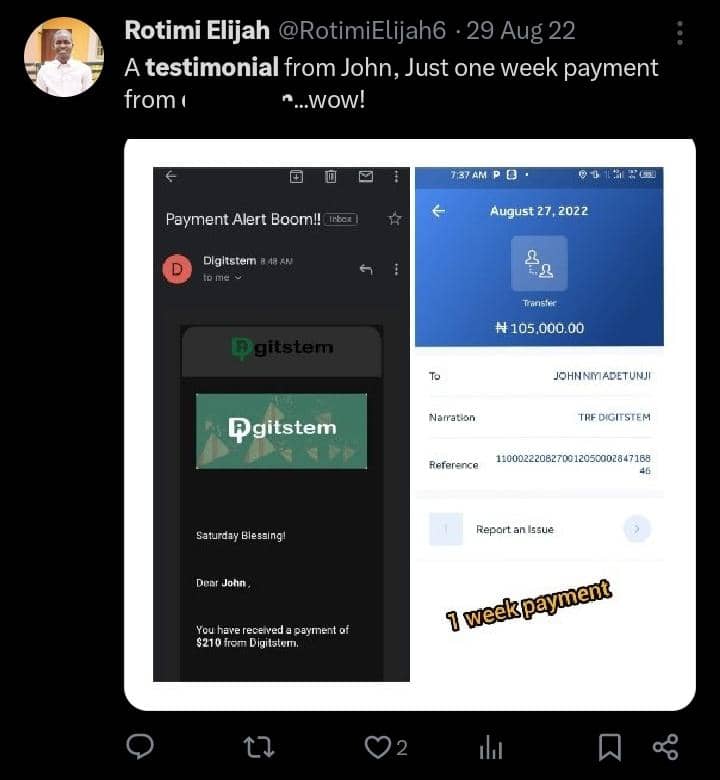 Rotimi Elijah @RotimiElijah6 · 29 Aug 22
A testimonial from John, Just one week payment
from ...wow!
Payment Alert Boom!! Inbox
Digitstem 8:48 AM
to me
D
Digitstem
Digitstem
Saturday Blessing!
Dear John,
You have received a payment of
$210 from Digitstem.
7:37 AM P
August 27, 2022
Transfer
₦105,000.00
To JOHN NIYI ADETUNJI
Narration TRF DIGITSTEM
Reference 1100022208270012050002847188
46
Report an Issue
1 week payment
2